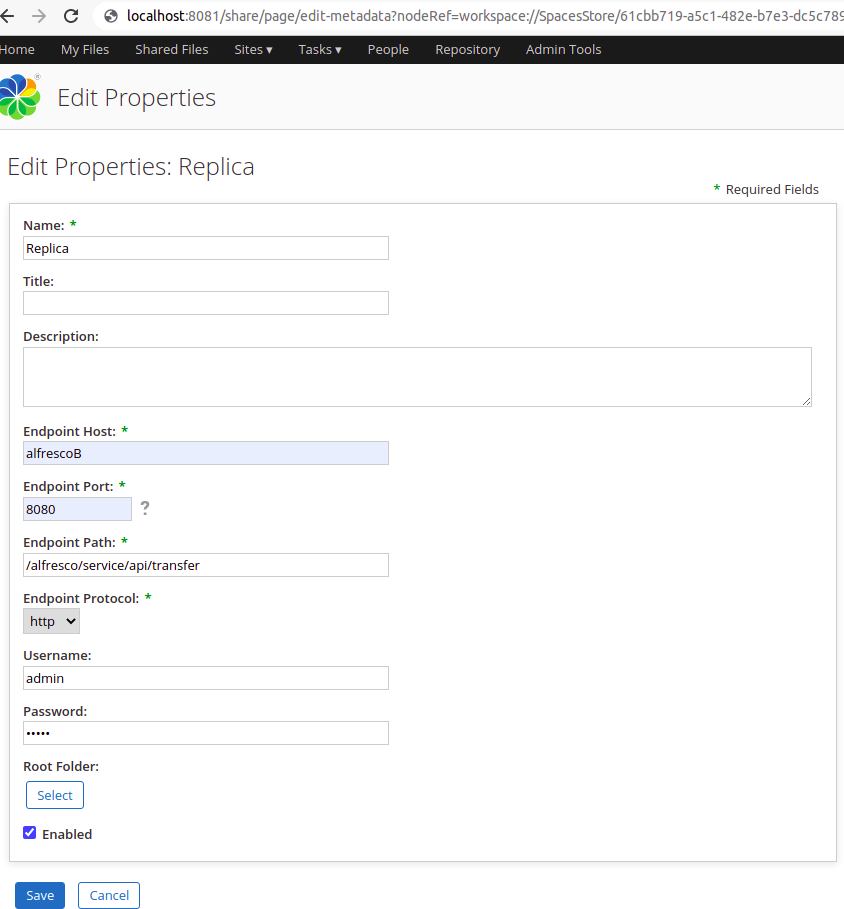 localhost:8081/share/page/edit-metadata?nodeRef=workspace://SpacesStore/61cbb719-a5c1-482e-b7e3-dc5c789
Home My Files Shared Files Sites ▾ Tasks ▾ People Repository Admin Tools
Edit Properties
Edit Properties: Replica
* Required Fields
Name: *
Replica
Title:
Description:
Endpoint Host: *
alfrescoB
Endpoint Port: *
8080 ?
Endpoint Path: *
/alfresco/service/api/transfer
Endpoint Protocol: *
http
Username:
admin
Password:
•••••
Root Folder:
Select
Enabled
Save Cancel